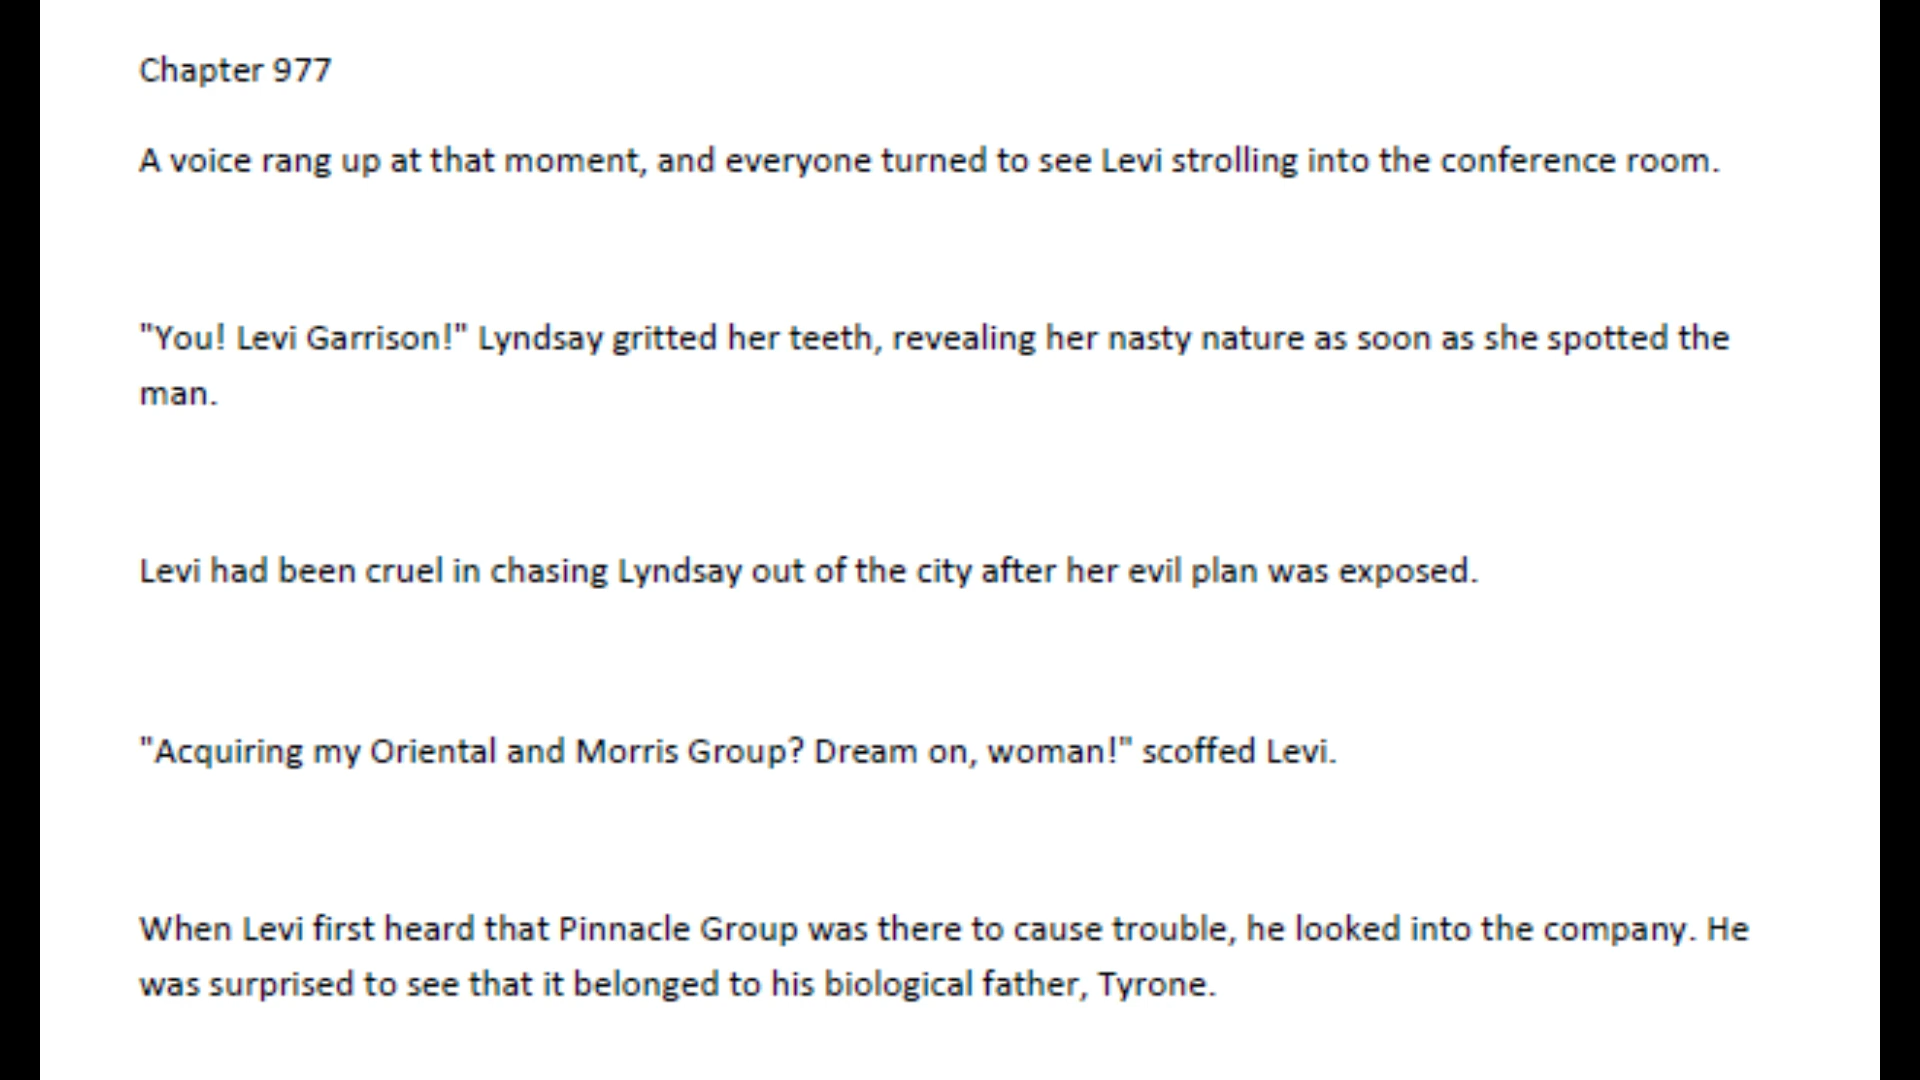 Chapter 977
A voice rang up at that moment, and everyone turned to see Levi strolling into the conference room.
"You! Levi Garrison!" Lyndsay gritted her teeth, revealing her nasty nature as soon as she spotted the
man.
Levi had been cruel in chasing Lyndsay out of the city after her evil plan was exposed.
"Acquiring my Oriental and Morris Group? Dream on, woman!" scoffed Levi.
When Levi first heard that Pinnacle Group was there to cause trouble, he looked into the company. He
was surprised to see that it belonged to his biological father, Tyrone.